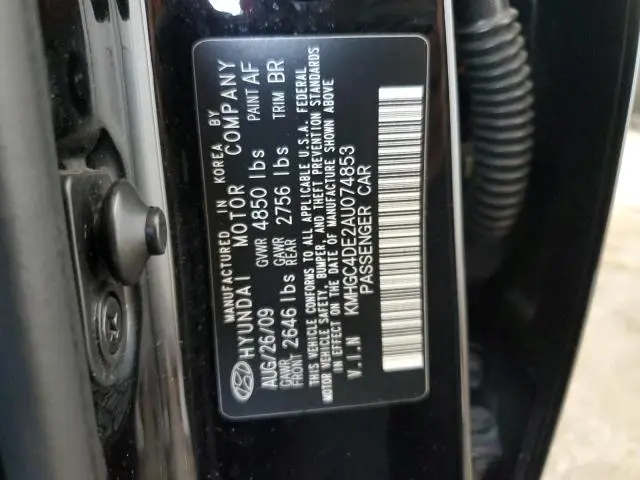 MANUFACTURED IN KOREA BY
HYUNDAI MOTOR COMPANY
AUG/26/09 GVWR 4850 lbs PAINT AF
GAWR FRONT 2646 lbs GAWR REAR 2756 lbs TRIM BR
THIS VEHICLE CONFORMS TO ALL APPLICABLE U.S.A. FEDERAL
MOTOR VEHICLE SAFETY, BUMPER, AND THEFT PREVENTION STANDARDS
IN EFFECT ON THE DATE OF MANUFACTURE SHOWN ABOVE
V.I.N KMHGC4DE2AU074853
PASSENGER CAR